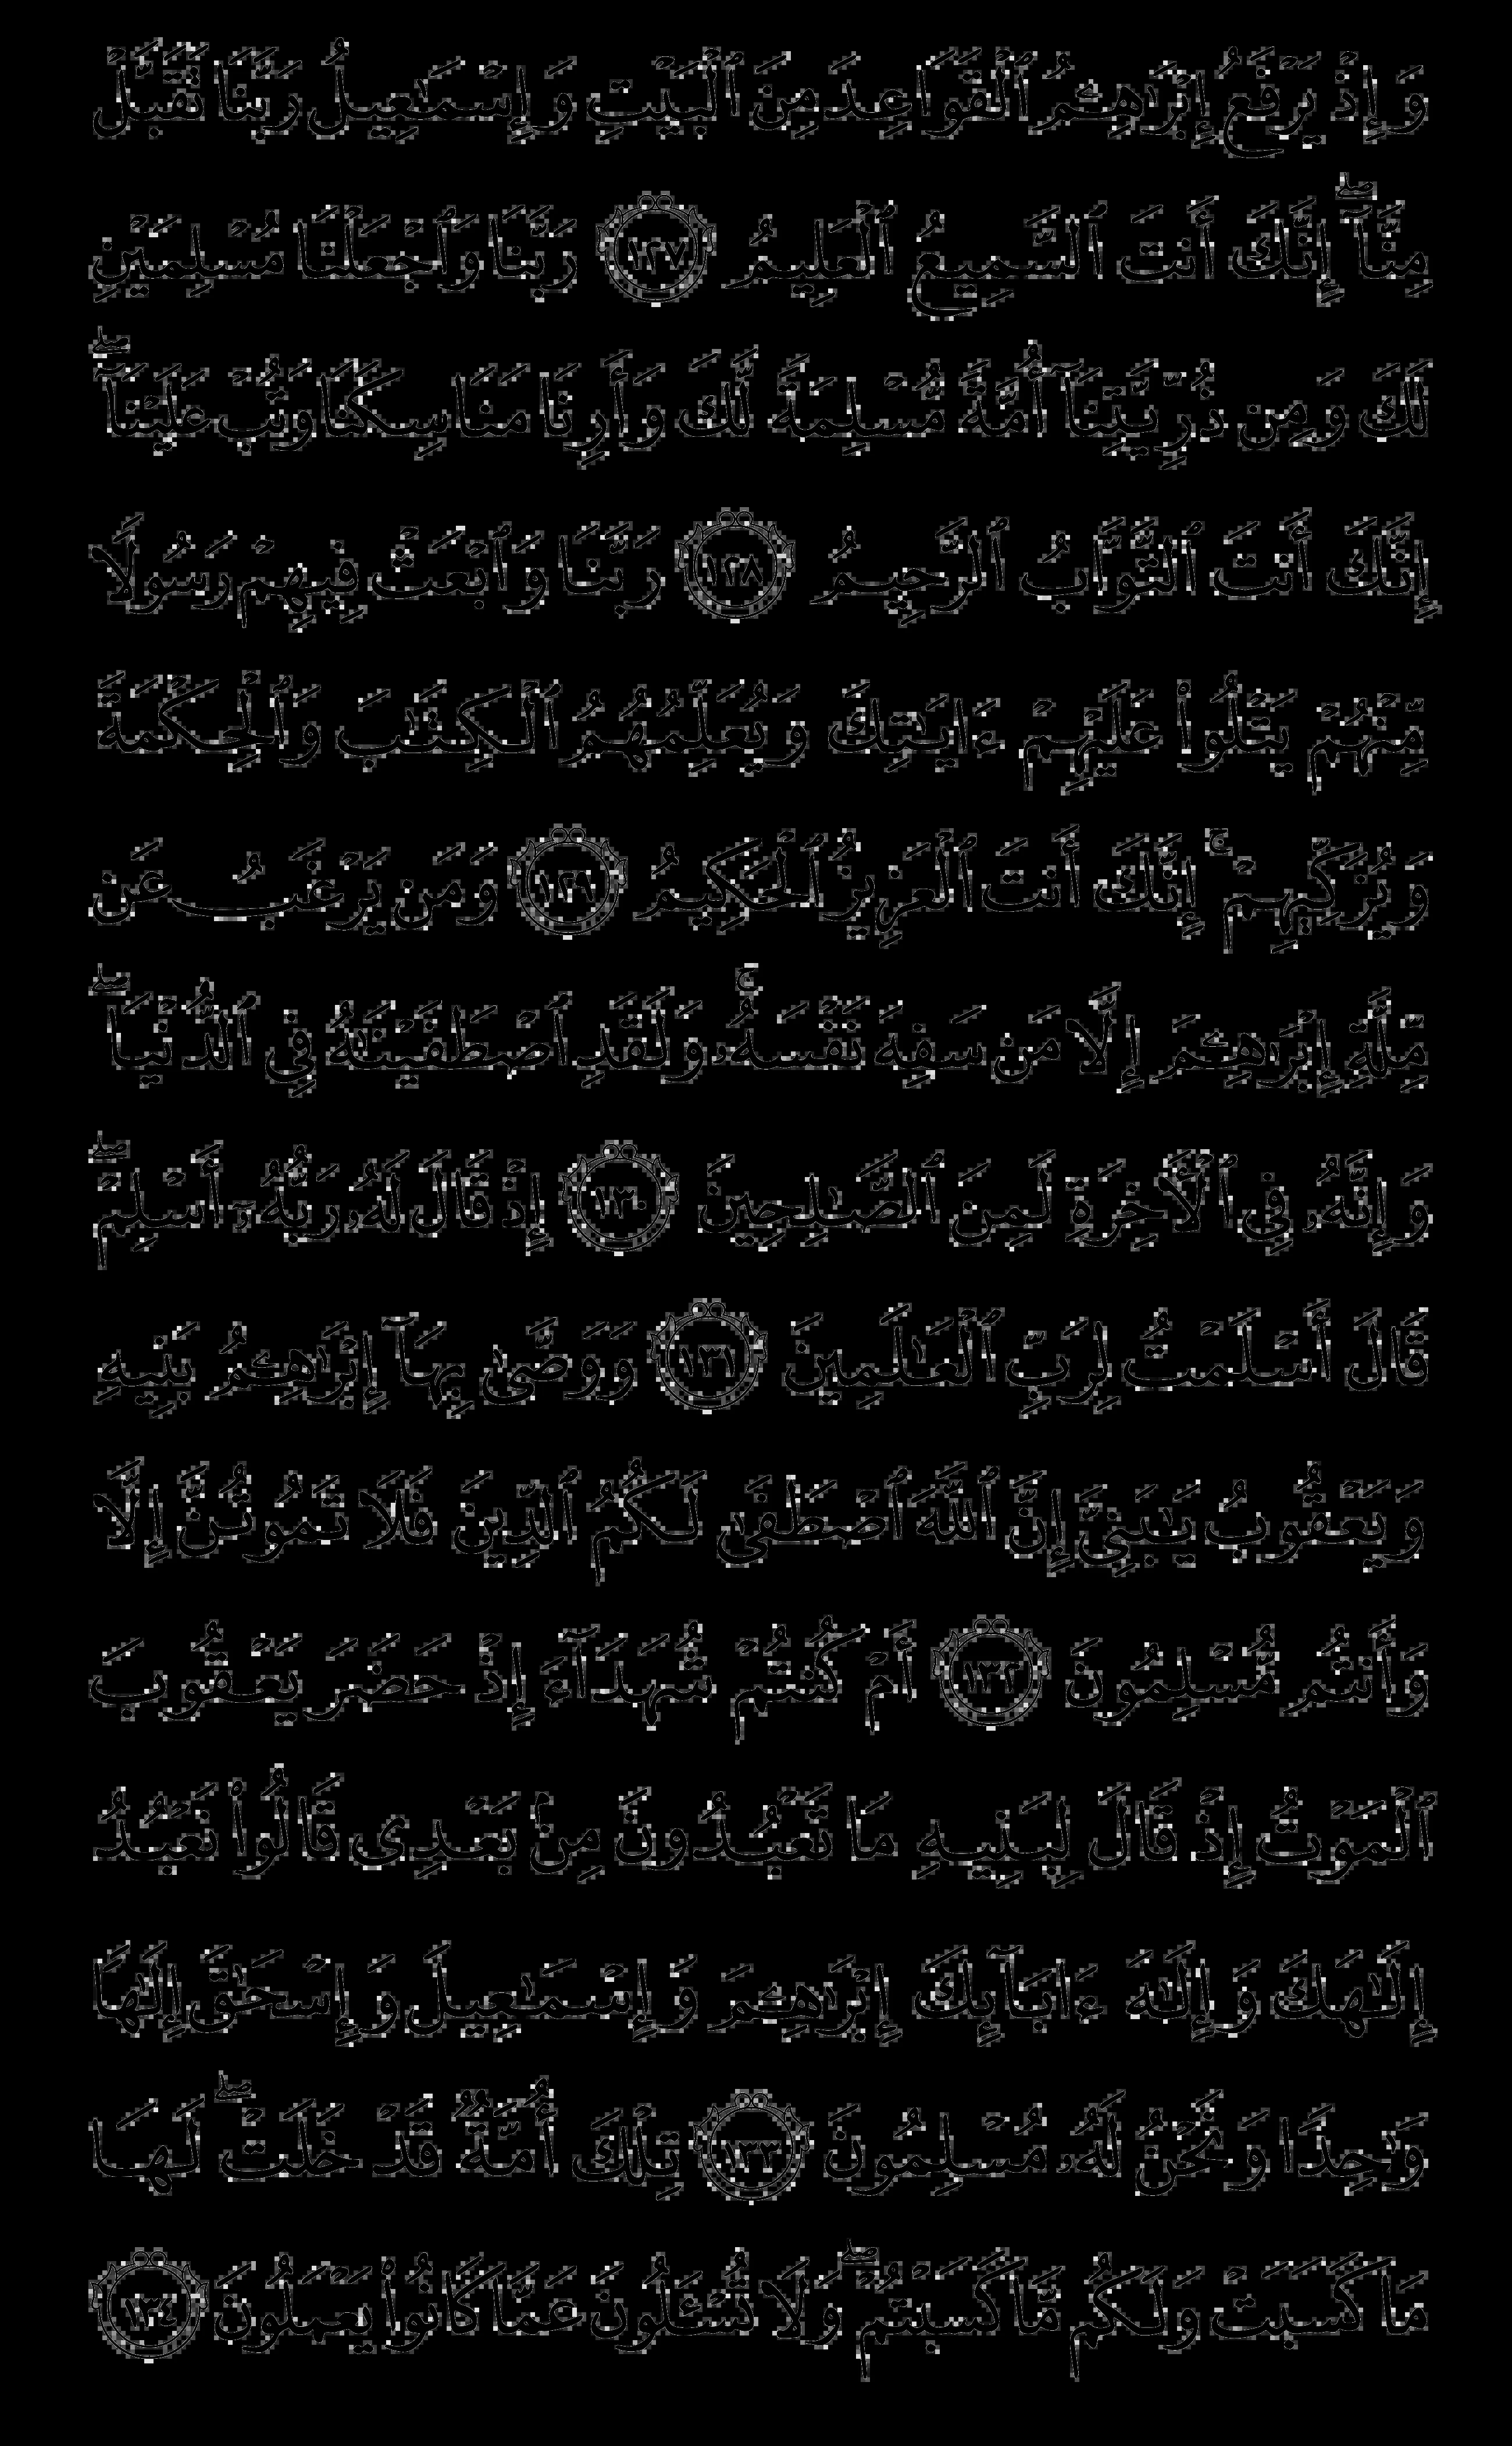 وَإِذْ يَرْفَعُ إِبْرَٰهِـۧمُ ٱلْقَوَاعِدَ مِنَ ٱلْبَيْتِ وَإِسْمَـٰعِيلُ رَبَّنَا تَقَبَّلْ
مِنَّآ ۖ إِنَّكَ أَنتَ ٱلسَّمِيعُ ٱلْعَلِيمُ ١٢٧ رَبَّنَا وَٱجْعَلْنَا مُسْلِمَيْنِ
لَكَ وَمِن ذُرِّيَّتِنَآ أُمَّةً مُّسْلِمَةً لَّكَ وَأَرِنَا مَنَاسِكَنَا وَتُبْ عَلَيْنَآ ۖ
إِنَّكَ أَنتَ ٱلتَّوَّابُ ٱلرَّحِيمُ ١٢٨ رَبَّنَا وَٱبْعَثْ فِيهِمْ رَسُولًا
مِّنْهُمْ يَتْلُوا۟ عَلَيْهِمْ ءَايَـٰتِكَ وَيُعَلِّمُهُمُ ٱلْكِتَـٰبَ وَٱلْحِكْمَةَ
وَيُزَكِّيهِمْ ۚ إِنَّكَ أَنتَ ٱلْعَزِيزُ ٱلْحَكِيمُ ١٢٩ وَمَن يَرْغَبُ عَن
مِّلَّةِ إِبْرَٰهِـۧمَ إِلَّا مَن سَفِهَ نَفْسَهُۥ ۚ وَلَقَدِ ٱصْطَفَيْنَـٰهُ فِى ٱلدُّنْيَا ۖ
وَإِنَّهُۥ فِى ٱلْـَٔاخِرَةِ لَمِنَ ٱلصَّـٰلِحِينَ ١٣٠ إِذْ قَالَ لَهُۥ رَبُّهُۥٓ أَسْلِمْ ۖ
قَالَ أَسْلَمْتُ لِرَبِّ ٱلْعَـٰلَمِينَ ١٣١ وَوَصَّىٰ بِهَآ إِبْرَٰهِـۧمُ بَنِيهِ
وَيَعْقُوبُ يَـٰبَنِىَّ إِنَّ ٱللَّهَ ٱصْطَفَىٰ لَكُمُ ٱلدِّينَ فَلَا تَمُوتُنَّ إِلَّا
وَأَنتُم مُّسْلِمُونَ ١٣٢ أَمْ كُنتُمْ شُهَدَآءَ إِذْ حَضَرَ يَعْقُوبَ
ٱلْمَوْتُ إِذْ قَالَ لِبَنِيهِ مَا تَعْبُدُونَ مِنۢ بَعْدِى قَالُوا۟ نَعْبُدُ
إِلَـٰهَكَ وَإِلَـٰهَ ءَابَآئِكَ إِبْرَٰهِـۧمَ وَإِسْمَـٰعِيلَ وَإِسْحَـٰقَ إِلَـٰهًا
وَٰحِدًا وَنَحْنُ لَهُۥ مُسْلِمُونَ ١٣٣ تِلْكَ أُمَّةٌ قَدْ خَلَتْ ۖ لَهَا
مَا كَسَبَتْ وَلَكُم مَّا كَسَبْتُمْ ۖ وَلَا تُسْـَٔلُونَ عَمَّا كَانُوا۟ يَعْمَلُونَ ١٣٤